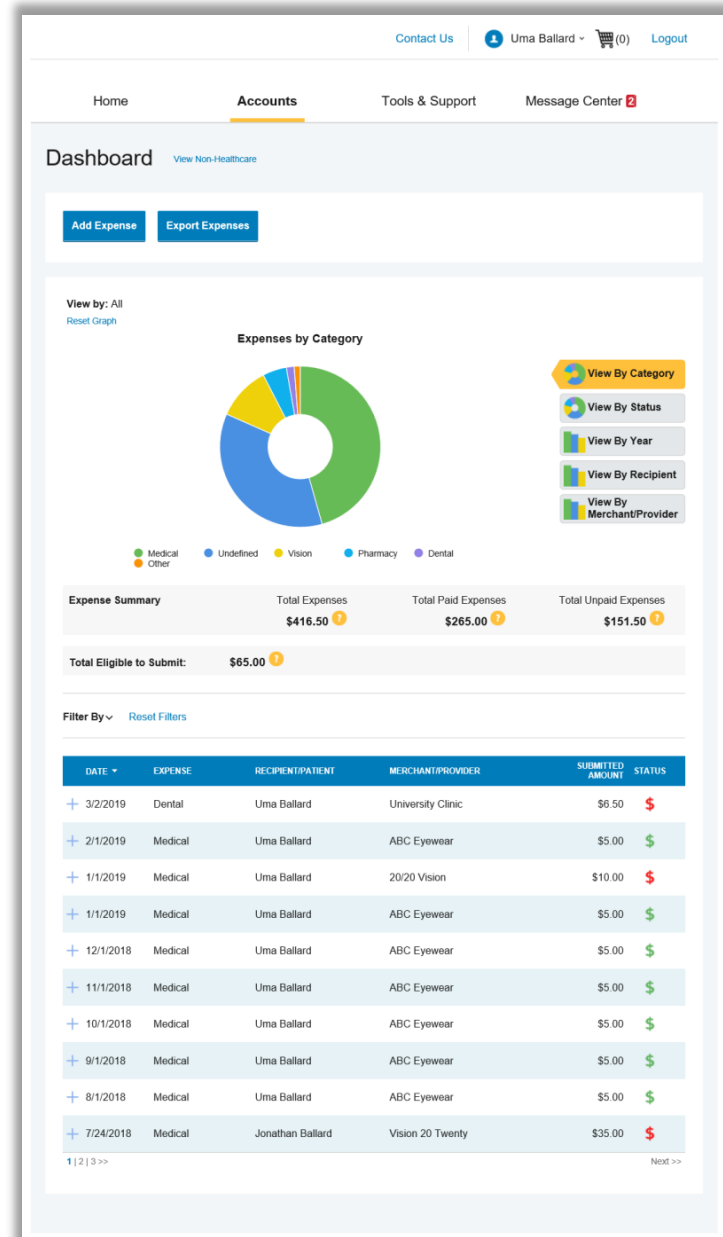 Contact Us Uma Ballard (0) Logout
Home Accounts Tools & Support Message Center 2
Dashboard View Non-Healthcare
Add Expense Export Expenses
View by: All
Reset Graph
Expenses by Category
View By Category
View By Status
View By Year
View By Recipient
View By
Merchant/Provider
Medical Undefined Vision Pharmacy Dental
Other
Expense Summary Total Expenses Total Paid Expenses Total Unpaid Expenses
$416.50 ? $265.00 ? $151.50 ?
Total Eligible to Submit: $65.00 ?
Filter By Reset Filters
DATE EXPENSE RECIPIENT/PATIENT MERCHANT/PROVIDER SUBMITTED AMOUNT STATUS
3/2/2019 Dental Uma Ballard University Clinic $6.50 $
2/1/2019 Medical Uma Ballard ABC Eyewear $5.00 $
1/1/2019 Medical Uma Ballard 20/20 Vision $10.00 $
1/1/2019 Medical Uma Ballard ABC Eyewear $5.00 $
12/1/2018 Medical Uma Ballard ABC Eyewear $5.00 $
11/1/2018 Medical Uma Ballard ABC Eyewear $5.00 $
10/1/2018 Medical Uma Ballard ABC Eyewear $5.00 $
9/1/2018 Medical Uma Ballard ABC Eyewear $5.00 $
8/1/2018 Medical Uma Ballard ABC Eyewear $5.00 $
7/24/2018 Medical Jonathan Ballard Vision 20 Twenty $35.00 $
1 | 2 | 3 >> Next >>